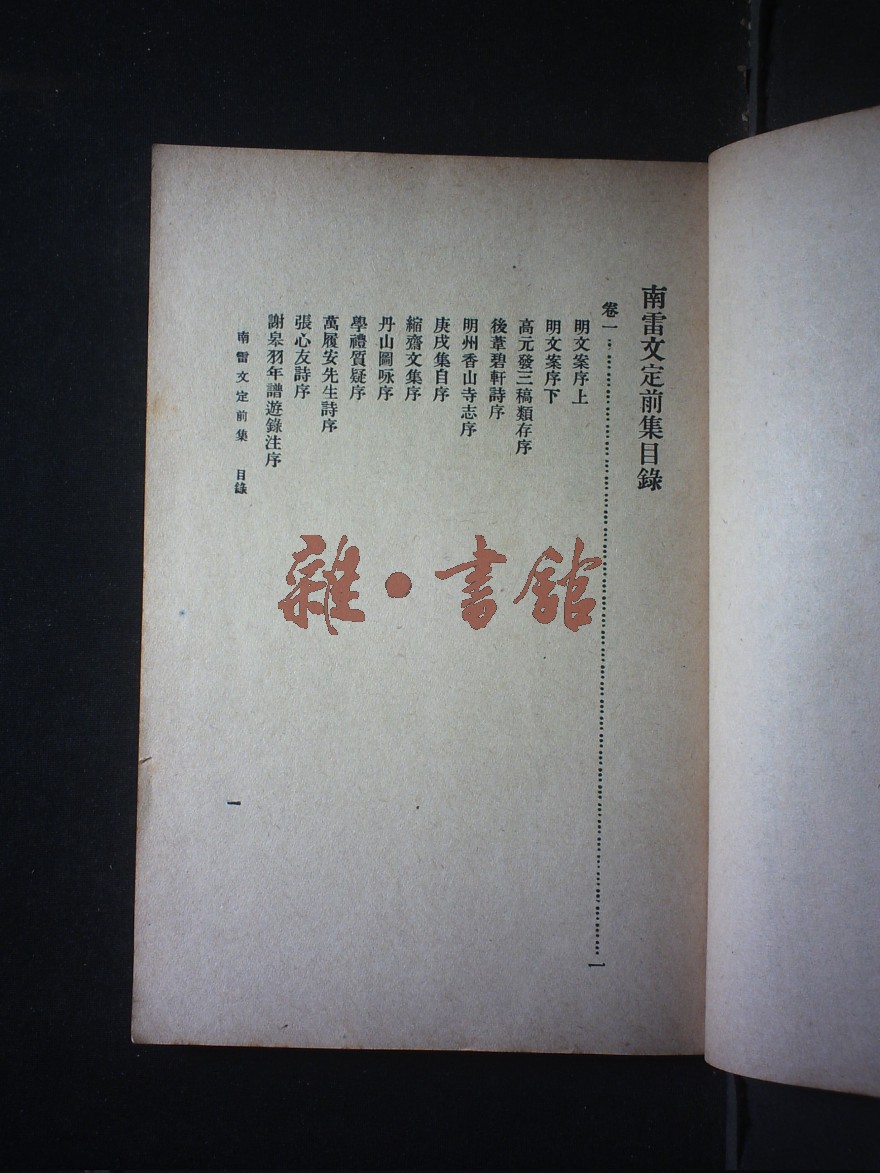 南雷文定前集目錄
卷一⋯⋯⋯⋯⋯⋯⋯⋯⋯⋯⋯⋯⋯⋯⋯⋯一
明文案序上
明文案序下
高元發三稿類存序
後葦碧軒詩序
明州香山寺志序
庚戌集自序
縮齋文集序
丹山圖咏序
學禮質疑序
萬履安先生詩序
張心友詩序
謝皋羽年譜遊錄注序
南雷文定前集 目錄
一
雜·書館